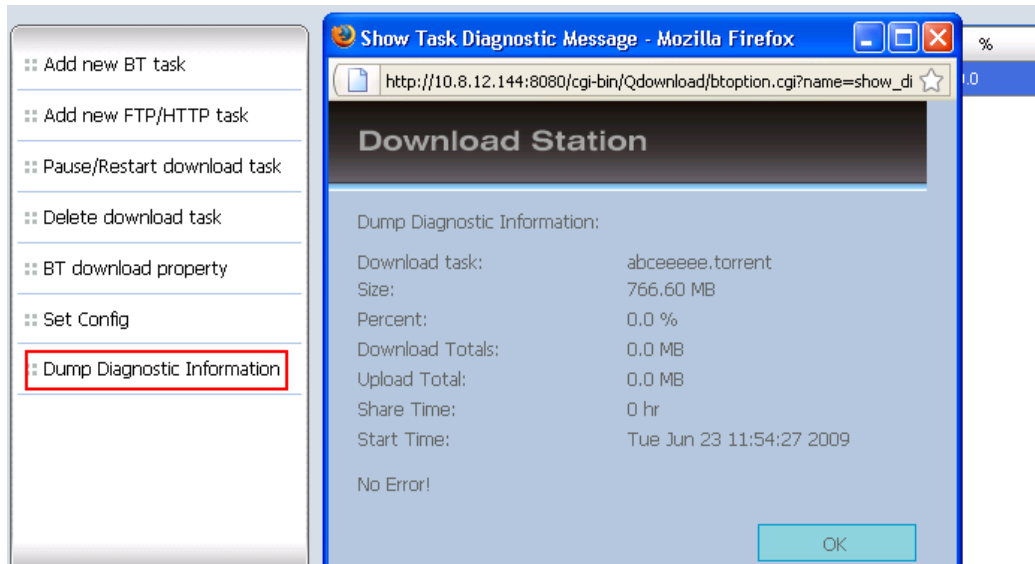 Add new BT task
Add new FTP/HTTP task
Pause/Restart download task
Delete download task
BT download property
Set Config
Dump Diagnostic Information
Show Task Diagnostic Message - Mozilla Firefox
http://10.8.12.144:8080/cgi-bin/Qdownload/btoption.cgi?name=show_di
Download Station
Dump Diagnostic Information:
Download task: abceeeee.torrent
Size: 766.60 MB
Percent: 0.0 %
Download Totals: 0.0 MB
Upload Total: 0.0 MB
Share Time: 0 hr
Start Time: Tue Jun 23 11:54:27 2009
No Error!
OK
%